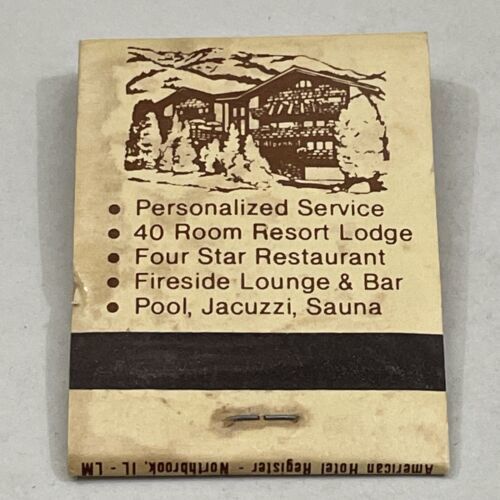 • Personalized Service
• 40 Room Resort Lodge
• Four Star Restaurant
• Fireside Lounge & Bar
• Pool, Jacuzzi, Sauna
American Hotel Register - Northbrook, IL - LM